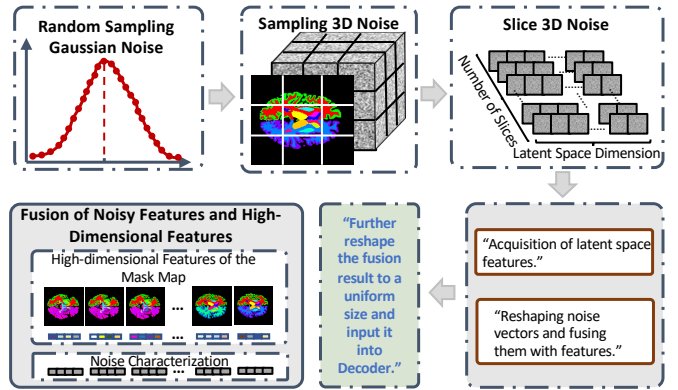 Random Sampling
Gaussian Noise
Sampling 3D Noise
Slice 3D Noise
Number of Slices
Latent Space Dimension
Fusion of Noisy Features and High-
Dimensional Features
High-dimensional Features of the
Mask Map
...
Noise Characterization
“Further
reshape
the fusion
result to a
uniform
size and
input it
into
Decoder.”
“Acquisition of latent space
features.”
“Reshaping noise
vectors and fusing
them with features.”